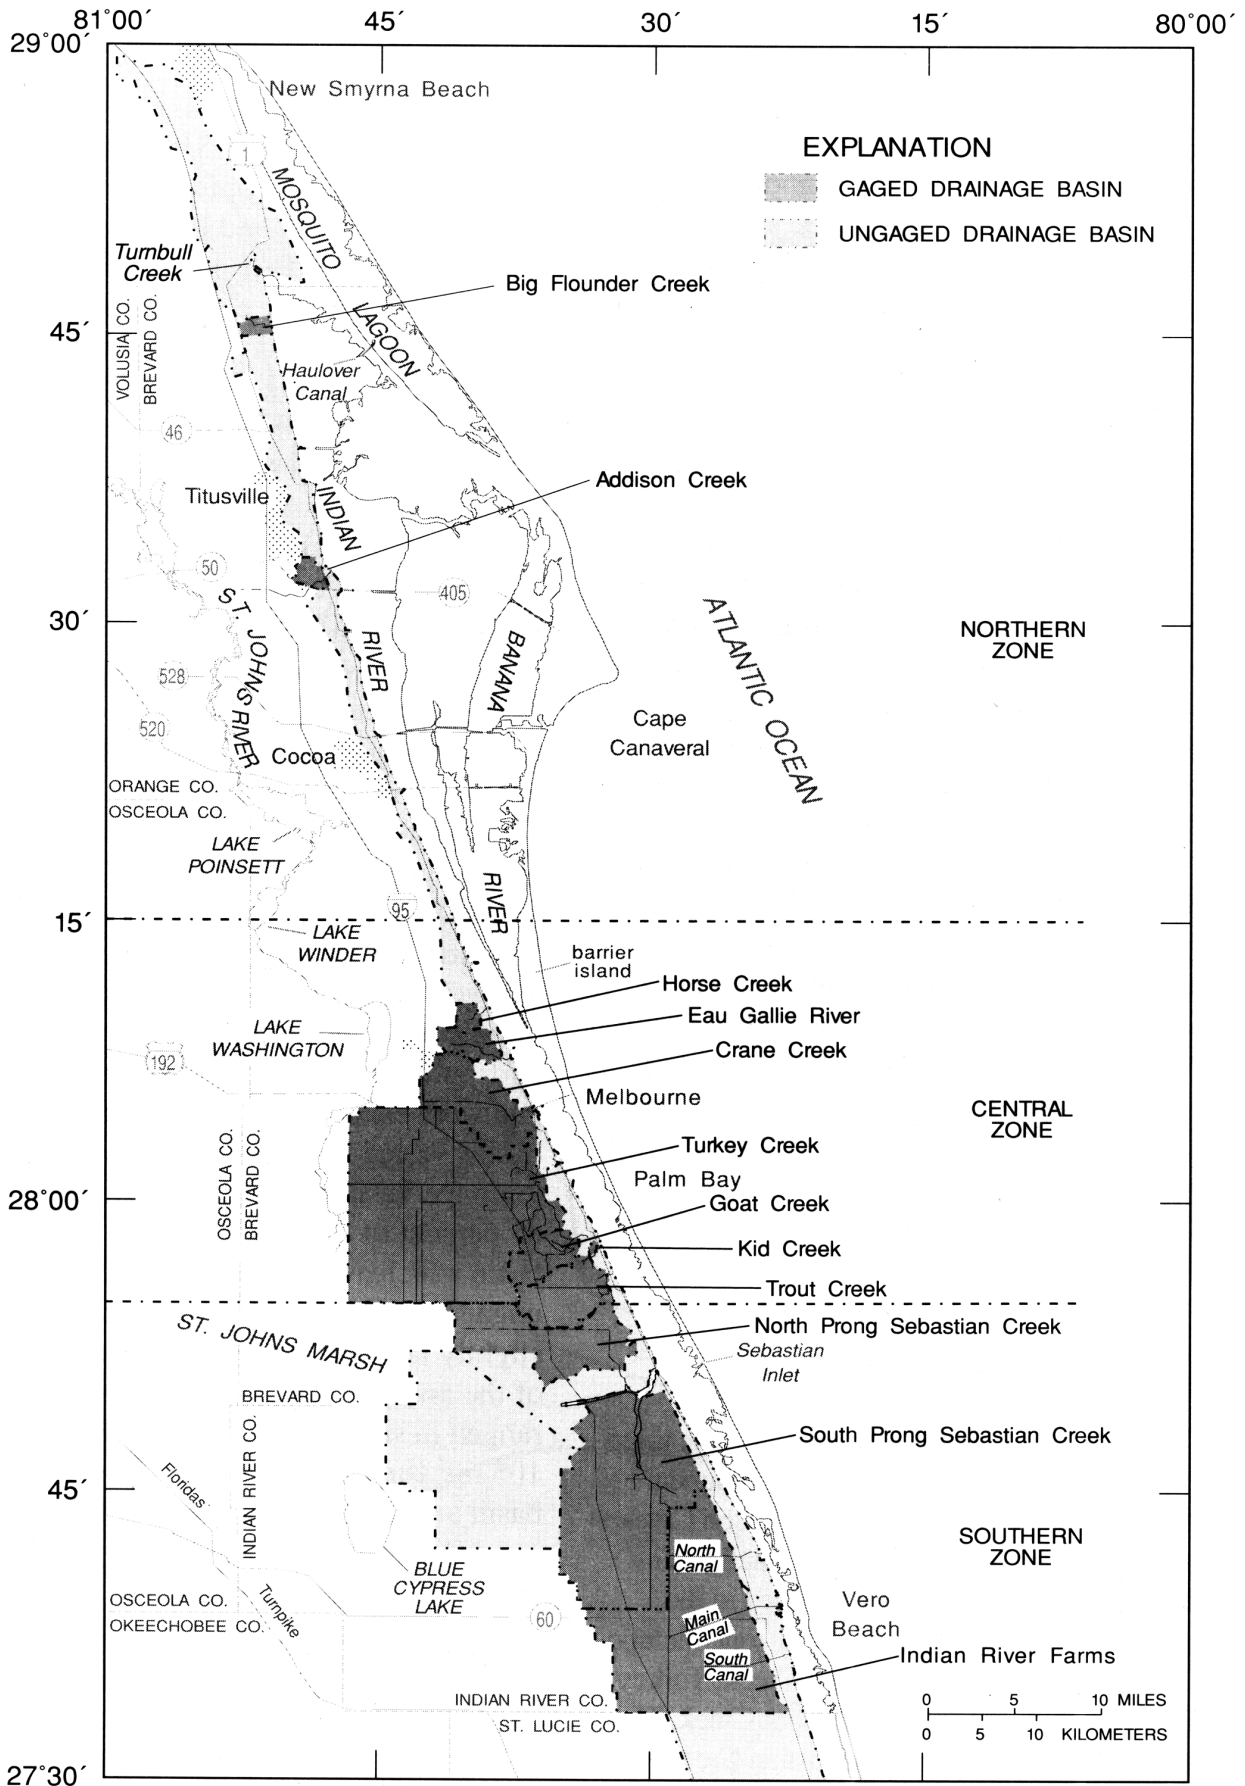 81°00′
45′
30′
15′
80°00′
29°00′
New Smyrna Beach
EXPLANATION
GAGED DRAINAGE BASIN
UNGAGED DRAINAGE BASIN
1
MOSQUITO
LAGOON
Turnbull
Creek
Big Flounder Creek
VOLUSIA CO.
BREVARD CO.
45′
Haulover
Canal
46
Addison Creek
Titusville
INDIAN
RIVER
50
405
ST. JOHNS RIVER
30′
BANANA
RIVER
ATLANTIC OCEAN
NORTHERN
ZONE
528
520
Cape
Canaveral
Cocoa
ORANGE CO.
OSCEOLA CO.
LAKE
POINSETT
95
15′
LAKE
WINDER
barrier
island
Horse Creek
Eau Gallie River
LAKE
WASHINGTON
Crane Creek
192
Melbourne
CENTRAL
ZONE
OSCEOLA CO.
BREVARD CO.
Turkey Creek
Palm Bay
28°00′
Goat Creek
Kid Creek
Trout Creek
ST. JOHNS MARSH
North Prong Sebastian Creek
Sebastian
Inlet
BREVARD CO.
INDIAN RIVER CO.
South Prong Sebastian Creek
Floridas
Turnpike
45′
SOUTHERN
ZONE
North
Canal
BLUE
CYPRESS
LAKE
OSCEOLA CO.
OKEECHOBEE CO.
60
Main
Canal
Vero
Beach
South
Canal
Indian River Farms
INDIAN RIVER CO.
ST. LUCIE CO.
0 5 10 MILES
0 5 10 KILOMETERS
27°30′